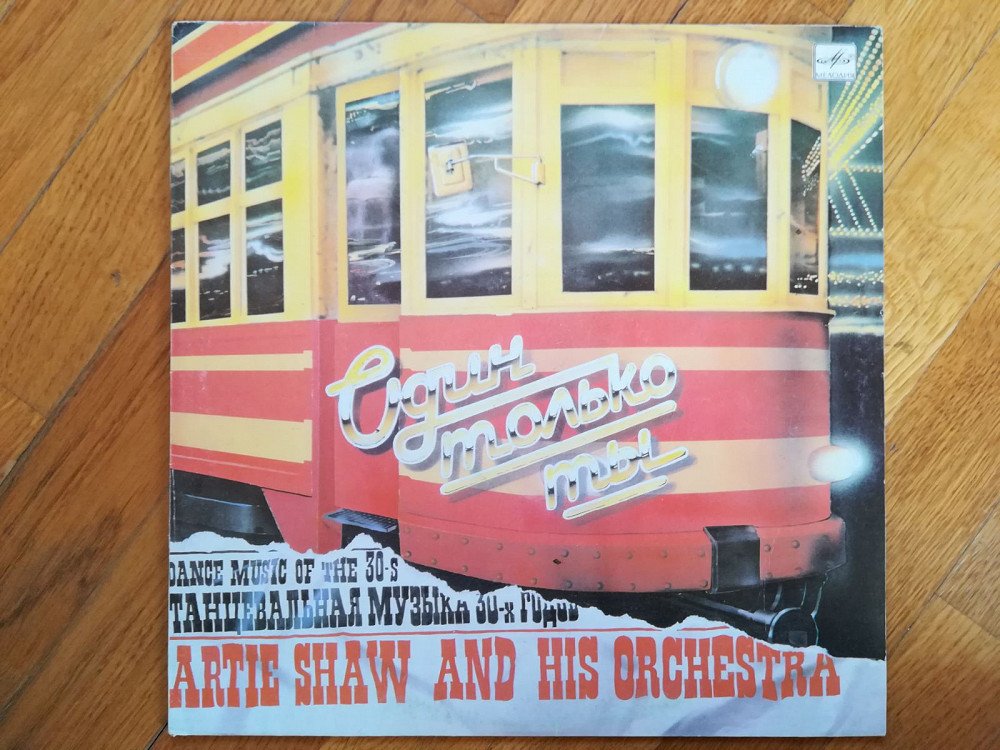 МЕЛОДИЯ
Один
только
ты
DANCE MUSIC OF THE 30-S
ТАНЦЕВАЛЬНАЯ МУЗЫКА 30-х ГОДОВ
ARTIE SHAW AND HIS ORCHESTRA